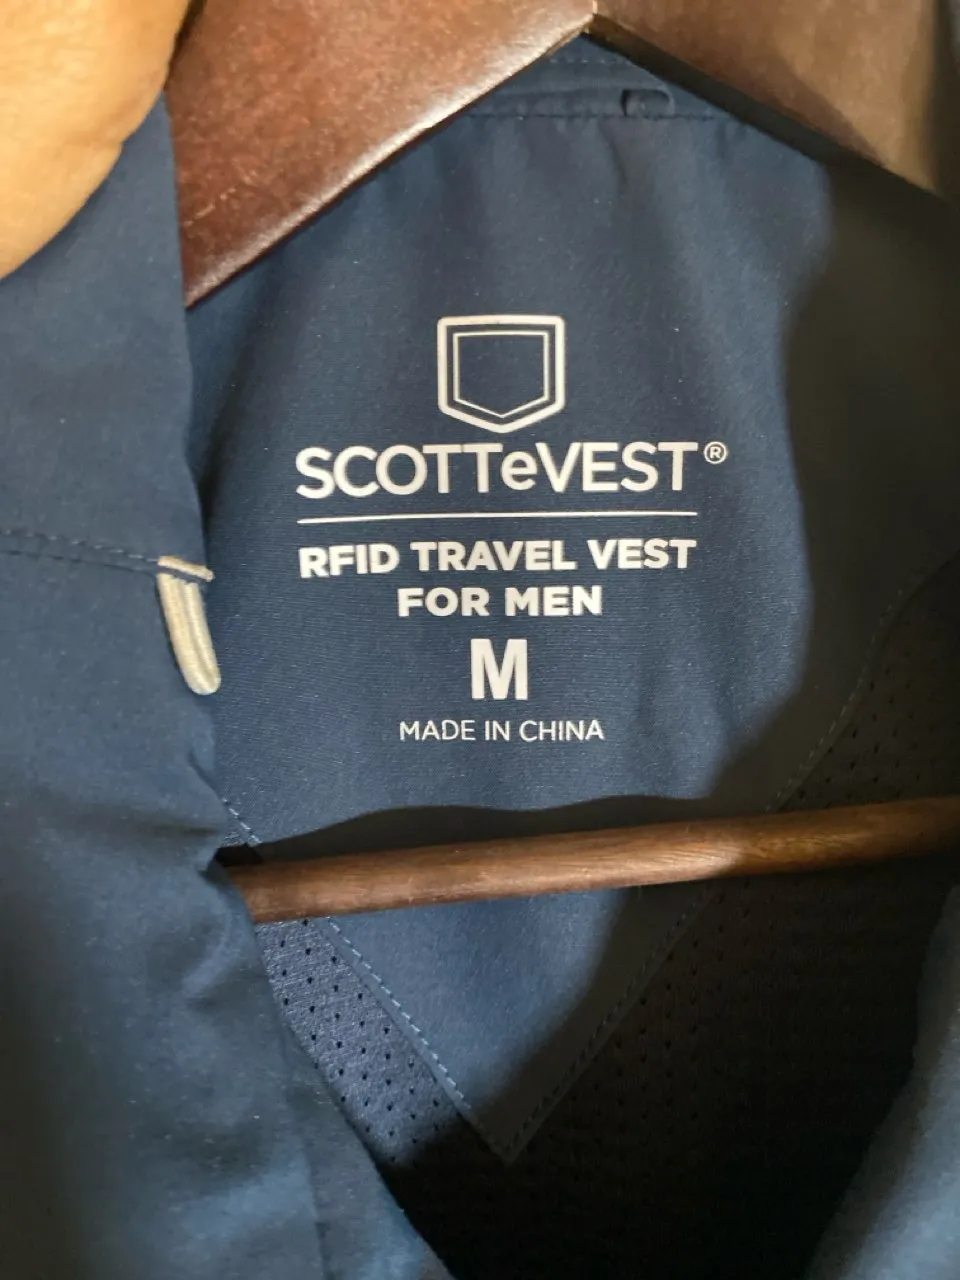 SCOTTeVEST®
RFID TRAVEL VEST
FOR MEN
M
MADE IN CHINA